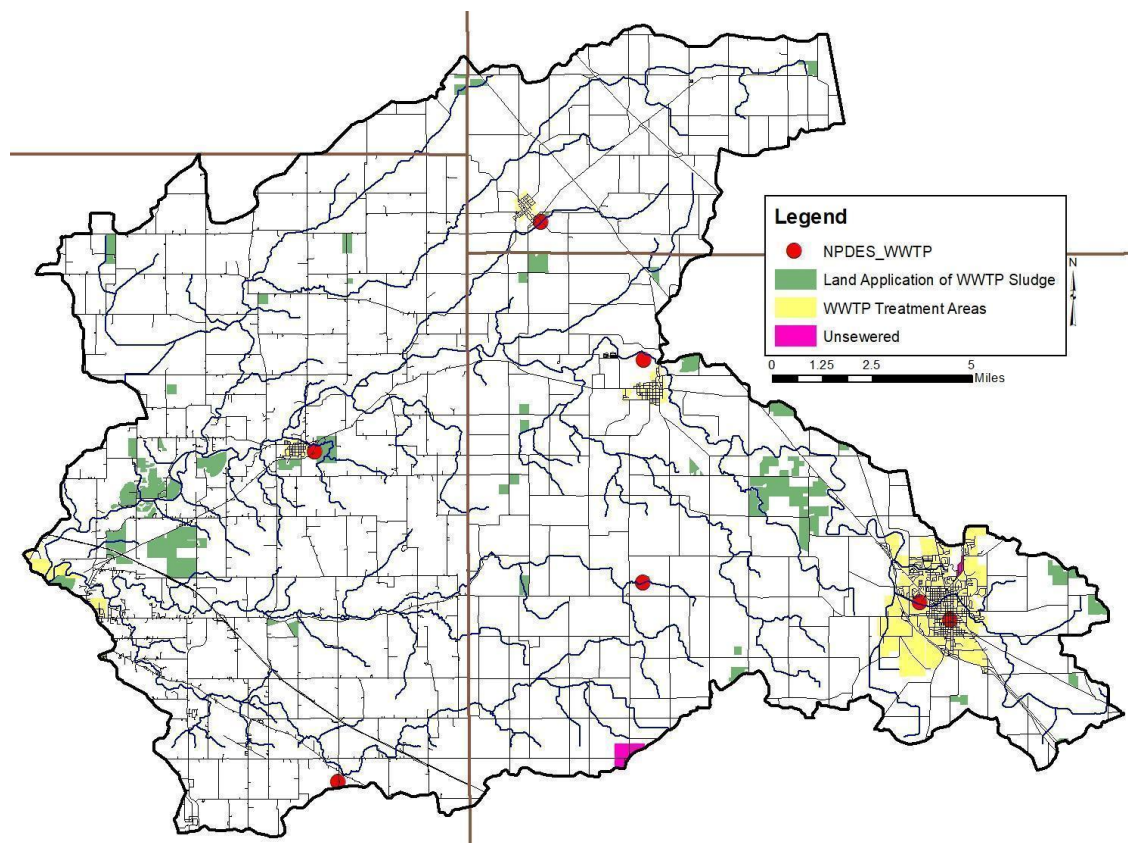 Legend
NPDES_WWTP
Land Application of WWTP Sludge
WWTP Treatment Areas
Unsewered
N
0 1.25 2.5 5
Miles